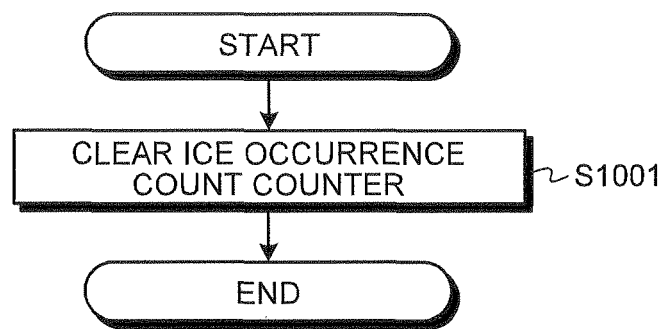 START
CLEAR ICE OCCURRENCE
COUNT COUNTER
S1001
END